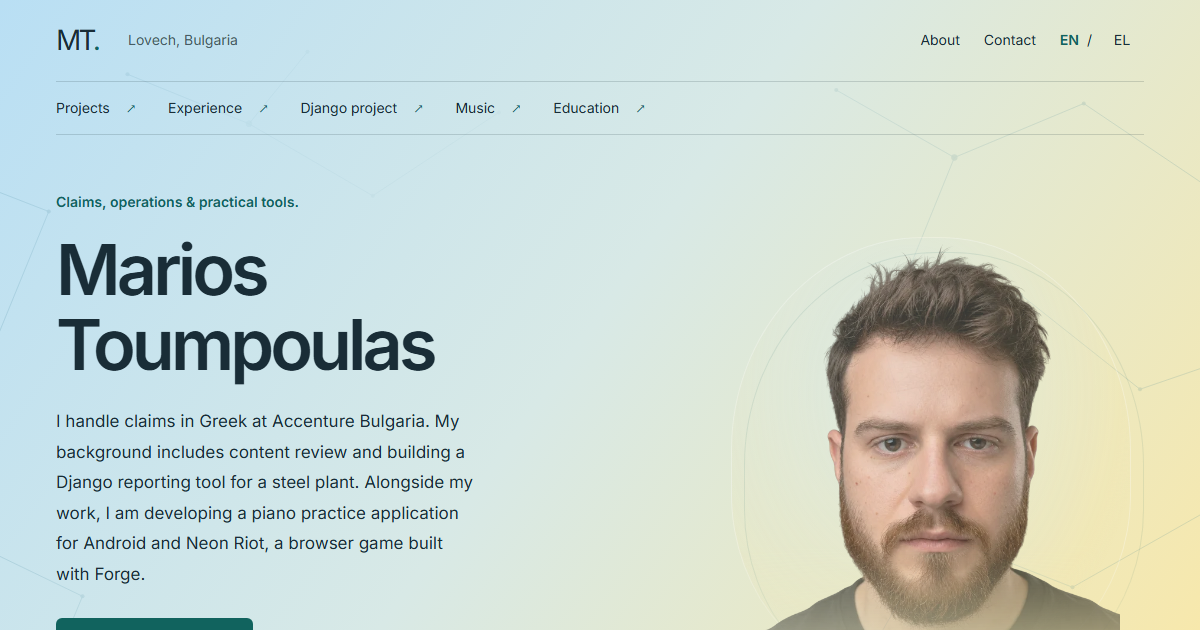 MT. Lovech, Bulgaria About Contact EN / EL
Projects ↗ Experience ↗ Django project ↗ Music ↗ Education ↗
Claims, operations & practical tools.
Marios
Toumpoulas
I handle claims in Greek at Accenture Bulgaria. My
background includes content review and building a
Django reporting tool for a steel plant. Alongside my
work, I am developing a piano practice application
for Android and Neon Riot, a browser game built
with Forge.